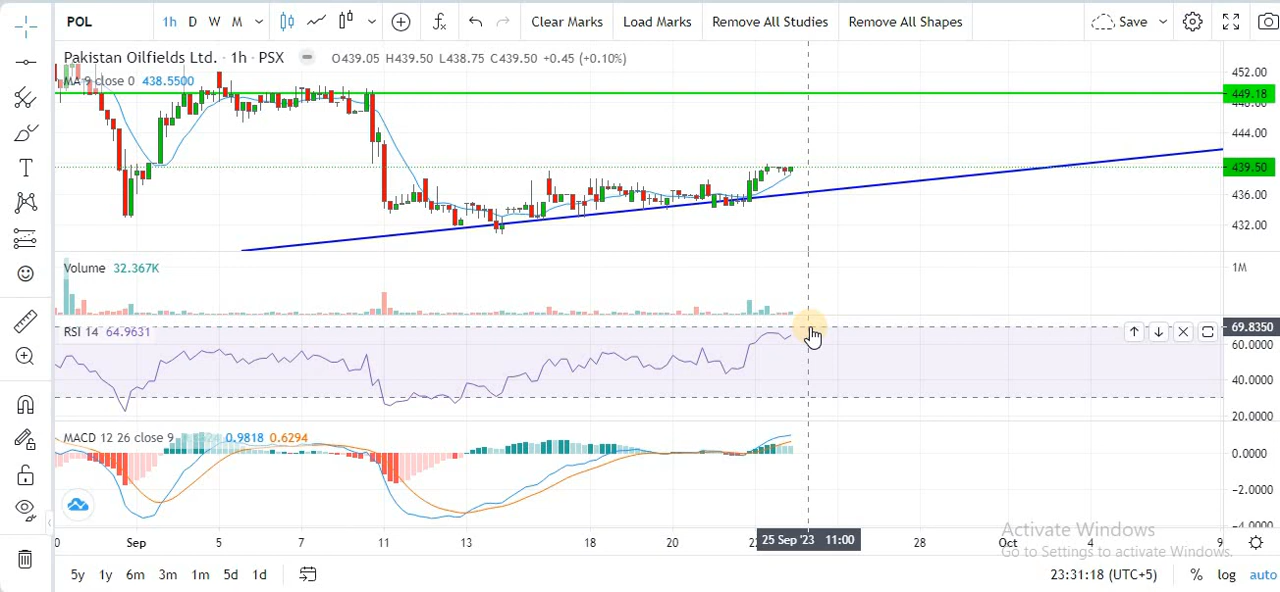 POL 1h D W M Clear Marks Load Marks Remove All Studies Remove All Shapes Save
Pakistan Oilfields Ltd. · 1h · PSX O439.05 H439.50 L438.75 C439.50 +0.45 (+0.10%)
MA 9 close 0 438.5500
452.00
449.18
448.00
444.00
439.50
436.00
432.00
Volume 32.367K
1M
RSI 14 64.9631
69.8350
60.0000
40.0000
20.0000
MACD 12 26 close 9 0.9818 0.6294
0.0000
-2.0000
-4.0000
Activate Windows
Go to Settings to activate Windows.
Sep 5 7 11 13 18 20 25 Sep '23 11:00 28 Oct 4 9
5y 1y 6m 3m 1m 5d 1d 23:31:18 (UTC+5) % log auto